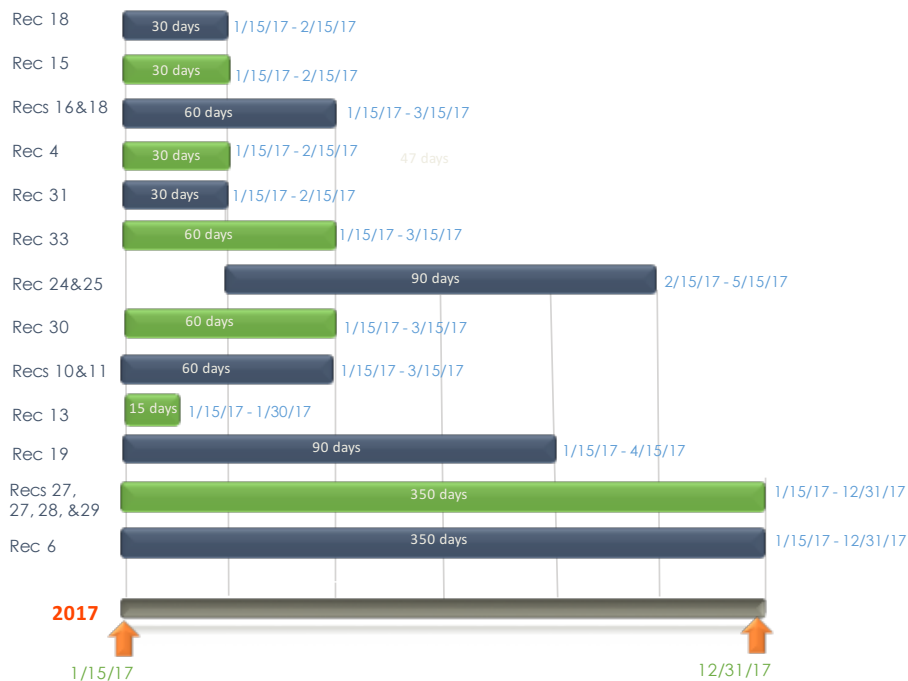 Rec 18 30 days 1/15/17 - 2/15/17
Rec 15 30 days 1/15/17 - 2/15/17
Recs 16&18 60 days 1/15/17 - 3/15/17
Rec 4 30 days 1/15/17 - 2/15/17 47 days
Rec 31 30 days 1/15/17 - 2/15/17
Rec 33 60 days 1/15/17 - 3/15/17
Rec 24&25 90 days 2/15/17 - 5/15/17
Rec 30 60 days 1/15/17 - 3/15/17
Recs 10&11 60 days 1/15/17 - 3/15/17
Rec 13 15 days 1/15/17 - 1/30/17
Rec 19 90 days 1/15/17 - 4/15/17
Recs 27, 350 days 1/15/17 - 12/31/17
27, 28, &29
Rec 6 350 days 1/15/17 - 12/31/17
2017
1/15/17 12/31/17